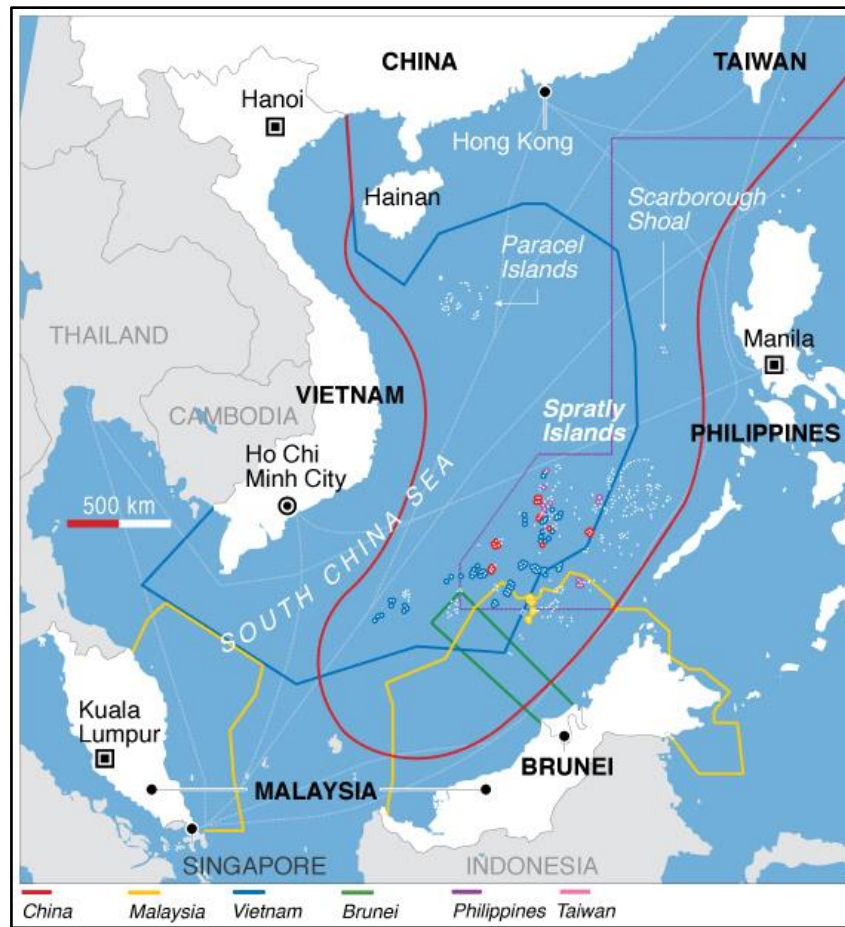 CHINA
TAIWAN
Hanoi
Hong Kong
Hainan
Scarborough
Shoal
Paracel
Islands
THAILAND
Manila
VIETNAM
CAMBODIA
Spratly
Islands
PHILIPPINES
Ho Chi
Minh City
500 km
SOUTH CHINA SEA
Kuala
Lumpur
BRUNEI
MALAYSIA
SINGAPORE
INDONESIA
China
Malaysia
Vietnam
Brunei
Philippines
Taiwan